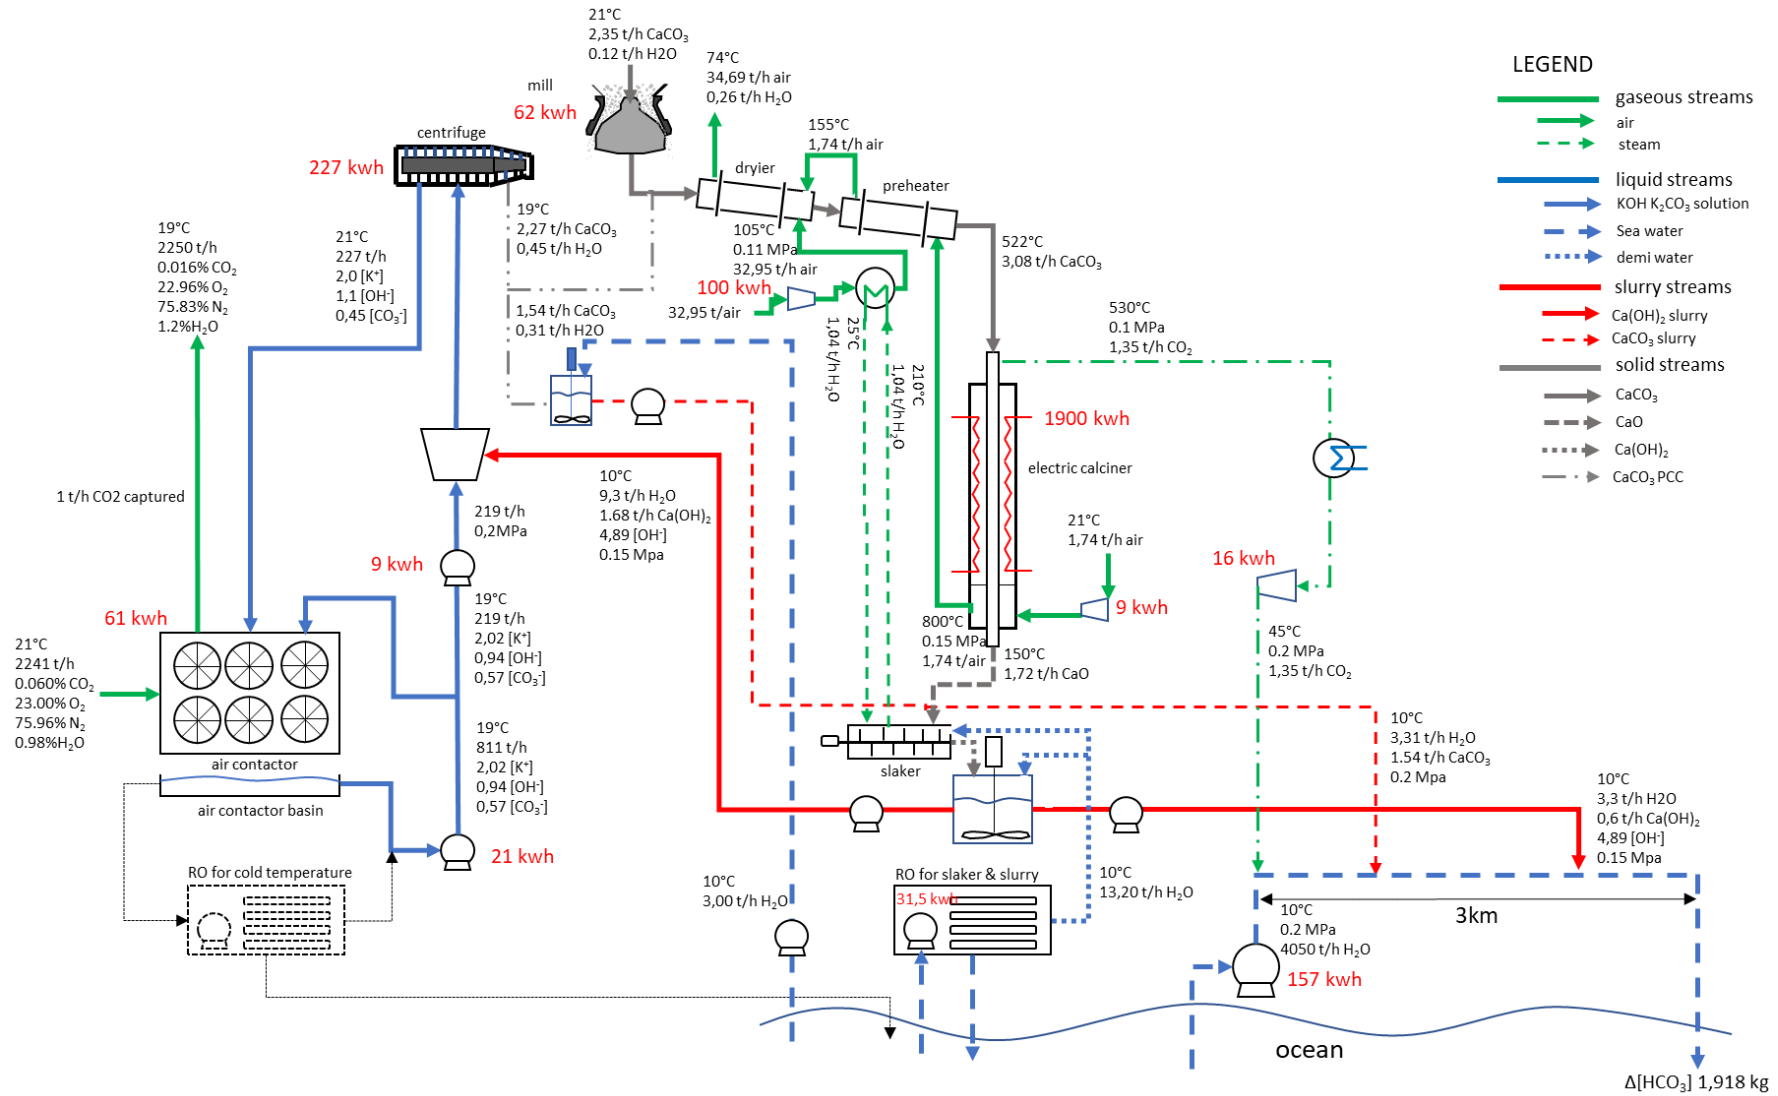 21°C
2,35 t/h CaCO3
0.12 t/h H2O
mill
62 kwh
74°C
34,69 t/h air
0,26 t/h H2O
155°C
1,74 t/h air
dryier
preheater
centrifuge
227 kwh
19°C
2250 t/h
0.016% CO2
22.96% O2
75.83% N2
1.2%H2O
21°C
227 t/h
2,0 [K+]
1,1 [OH-]
0,45 [CO3-]
19°C
2,27 t/h CaCO3
0,45 t/h H2O
105°C
0.11 MPa
32,95 t/h air
100 kwh
32,95 t/air
522°C
3,08 t/h CaCO3
1,54 t/h CaCO3
0,31 t/h H2O
25°C
1,04 t/h H2O
210°C
1,04 t/h H2O
530°C
0.1 MPa
1,35 t/h CO2
1900 kwh
electric calciner
1 t/h CO2 captured
10°C
9,3 t/h H2O
1.68 t/h Ca(OH)2
4,89 [OH-]
0.15 Mpa
219 t/h
0,2MPa
9 kwh
21°C
1,74 t/h air
9 kwh
16 kwh
19°C
219 t/h
2,02 [K+]
0,94 [OH-]
0,57 [CO3-]
61 kwh
21°C
2241 t/h
0.060% CO2
23.00% O2
75.96% N2
0.98%H2O
800°C
0.15 MPa
1,74 t/air
150°C
1,72 t/h CaO
45°C
0.2 MPa
1,35 t/h CO2
19°C
811 t/h
2,02 [K+]
0,94 [OH-]
0,57 [CO3-]
air contactor
air contactor basin
21 kwh
slaker
10°C
3,31 t/h H2O
1.54 t/h CaCO3
0.2 Mpa
10°C
3,3 t/h H2O
0,6 t/h Ca(OH)2
4,89 [OH-]
0.15 Mpa
RO for cold temperature
10°C
3,00 t/h H2O
RO for slaker & slurry
31,5 kwh
10°C
13,20 t/h H2O
3km
10°C
0.2 MPa
4050 t/h H2O
157 kwh
ocean
Δ[HCO3] 1,918 kg
LEGEND
gaseous streams
air
steam
liquid streams
KOH K2CO3 solution
Sea water
demi water
slurry streams
Ca(OH)2 slurry
CaCO3 slurry
solid streams
CaCO3
CaO
Ca(OH)2
CaCO3 PCC